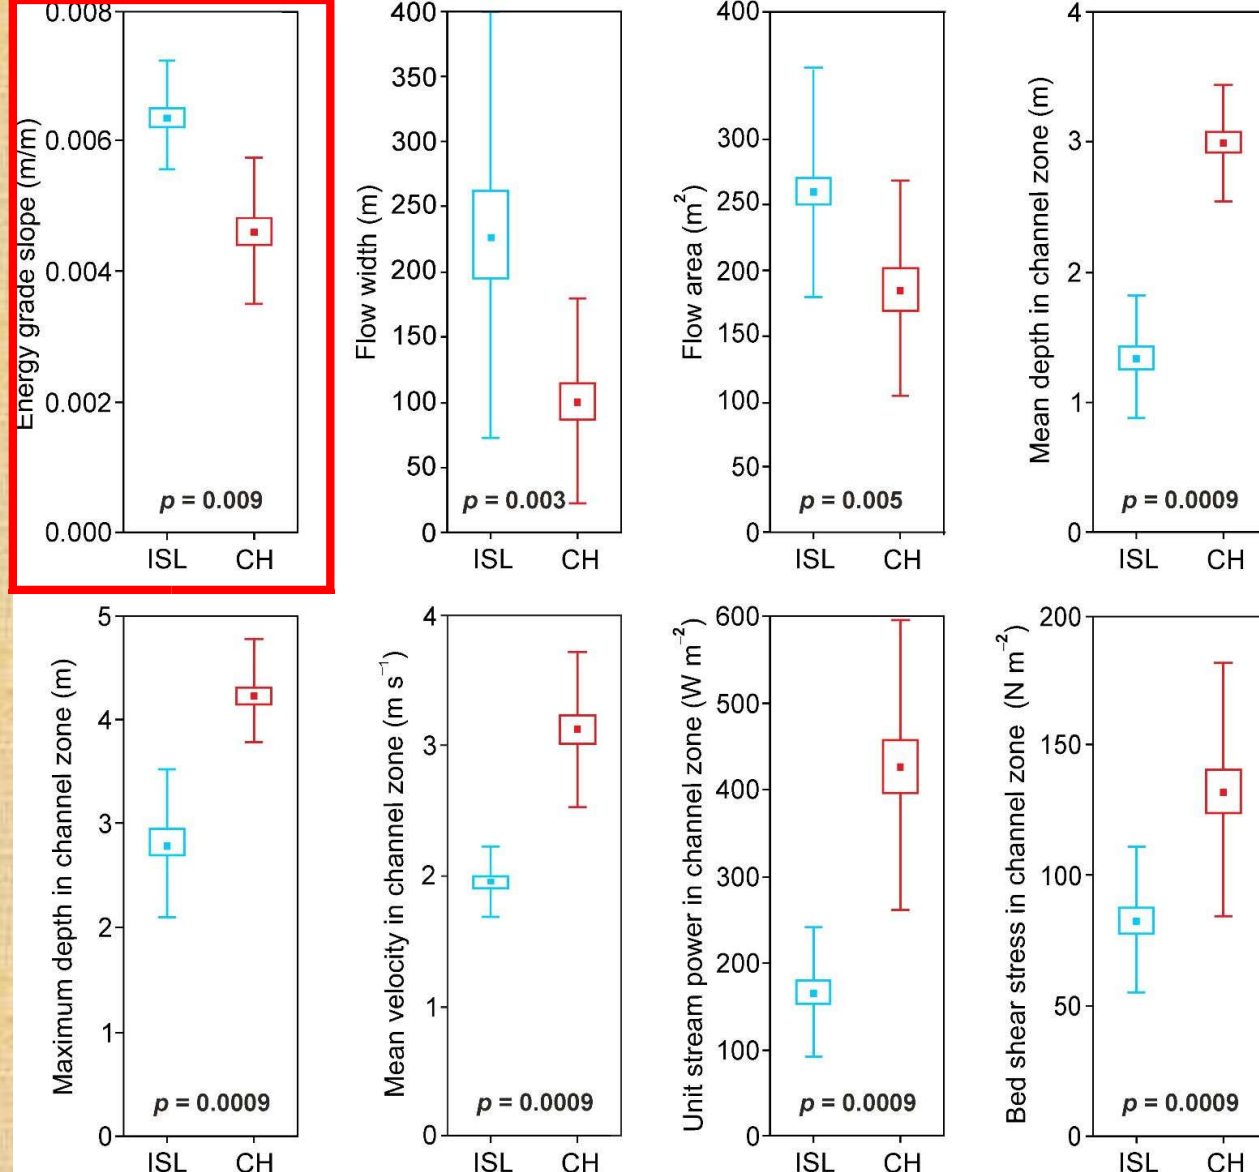 Energy grade slope (m/m)
0.008
0.006
0.004
0.002
0.000
p = 0.009
ISL CH
Flow width (m)
400
350
300
250
200
150
100
50
0
p = 0.003
ISL CH
Flow area (m²)
400
300
250
200
150
100
50
0
p = 0.005
ISL CH
Mean depth in channel zone (m)
4
3
2
1
0
p = 0.0009
ISL CH
Maximum depth in channel zone (m)
5
4
3
2
1
0
p = 0.0009
ISL CH
Mean velocity in channel zone (m s⁻¹)
4
3
2
1
0
p = 0.0009
ISL CH
Unit stream power in channel zone (W m⁻²)
600
500
400
300
200
100
0
p = 0.0009
ISL CH
Bed shear stress in channel zone (N m⁻²)
200
150
100
50
0
p = 0.0009
ISL CH